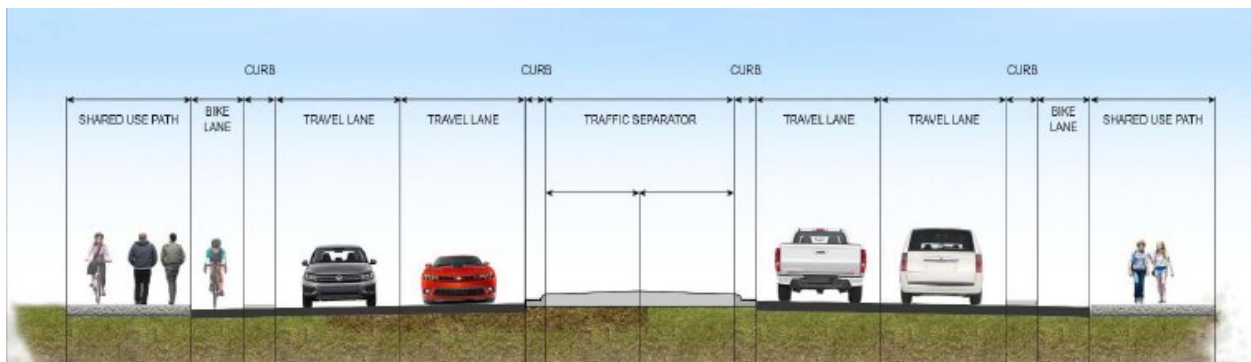 CURB
CURB
CURB
CURB
SHARED USE PATH
BIKE
LANE
TRAVEL LANE
TRAVEL LANE
TRAFFIC SEPARATOR
TRAVEL LANE
TRAVEL LANE
BIKE
LANE
SHARED USE PATH